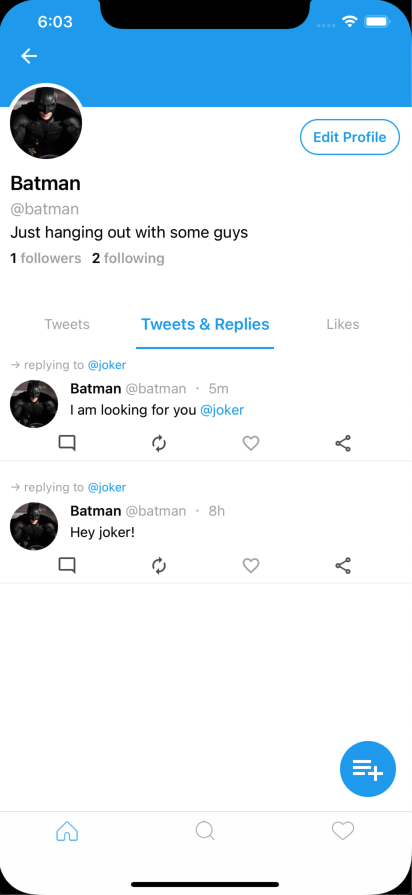 6:03
Edit Profile
Batman
@batman
Just hanging out with some guys
1 followers 2 following
Tweets Tweets & Replies Likes
→ replying to @joker
Batman @batman · 5m
I am looking for you @joker
→ replying to @joker
Batman @batman · 8h
Hey joker!